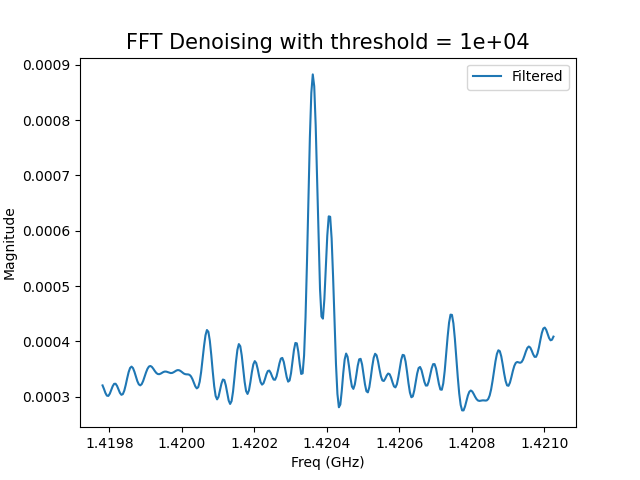 FFT Denoising with threshold = 1e+04
Filtered
0.0009
0.0008
0.0007
0.0006
0.0005
0.0004
0.0003
Magnitude
1.4198 1.4200 1.4202 1.4204 1.4206 1.4208 1.4210
Freq (GHz)